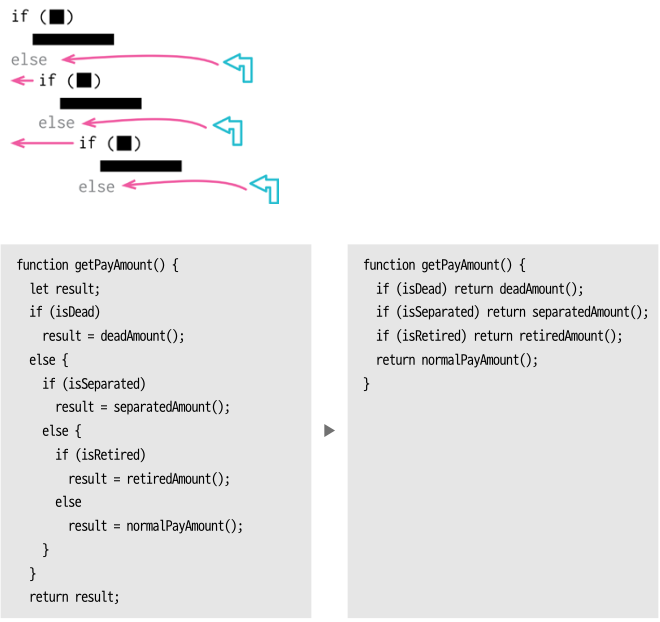 if (■)
else
if (■)
else
if (■)
else
function getPayAmount() {
let result;
if (isDead)
result = deadAmount();
else {
if (isSeparated)
result = separatedAmount();
else {
if (isRetired)
result = retiredAmount();
else
result = normalPayAmount();
}
}
return result;
function getPayAmount() {
if (isDead) return deadAmount();
if (isSeparated) return separatedAmount();
if (isRetired) return retiredAmount();
return normalPayAmount();
}